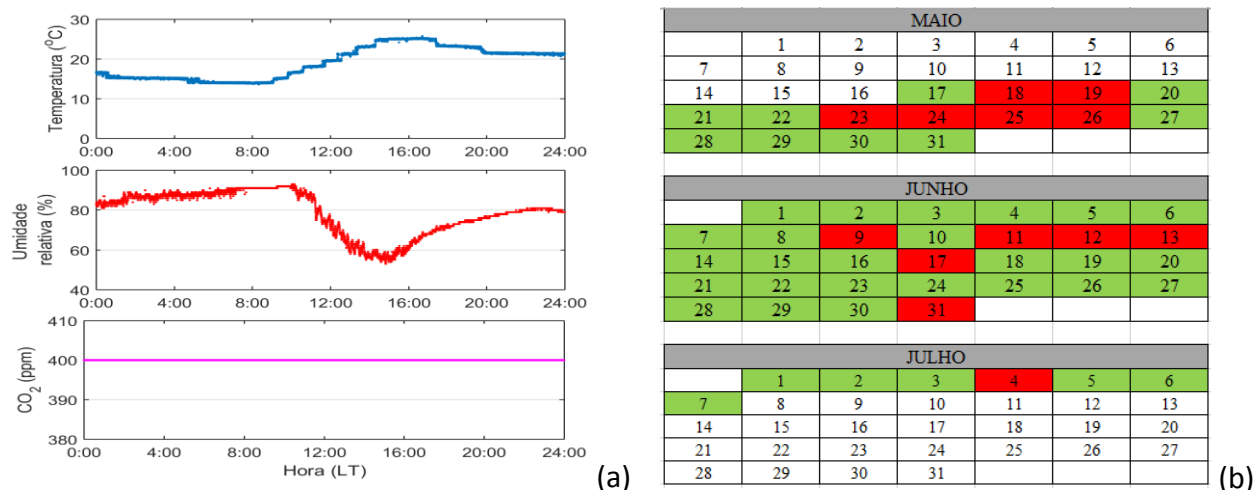 30
20
10
0
Temperatura (⁰C)
0:00 4:00 8:00 12:00 16:00 20:00 24:00
100
80
60
40
Umidade
relativa (%)
0:00 4:00 8:00 12:00 16:00 20:00 24:00
410
400
390
380
CO₂ (ppm)
0:00 4:00 8:00 12:00 16:00 20:00 24:00
Hora (LT)
(a)
MAIO
1 2 3 4 5 6
7 8 9 10 11 12 13
14 15 16 17 18 19 20
21 22 23 24 25 26 27
28 29 30 31
JUNHO
1 2 3 4 5 6
7 8 9 10 11 12 13
14 15 16 17 18 19 20
21 22 23 24 25 26 27
28 29 30 31
JULHO
1 2 3 4 5 6
7 8 9 10 11 12 13
14 15 16 17 18 19 20
21 22 23 24 25 26 27
28 29 30 31
(b)